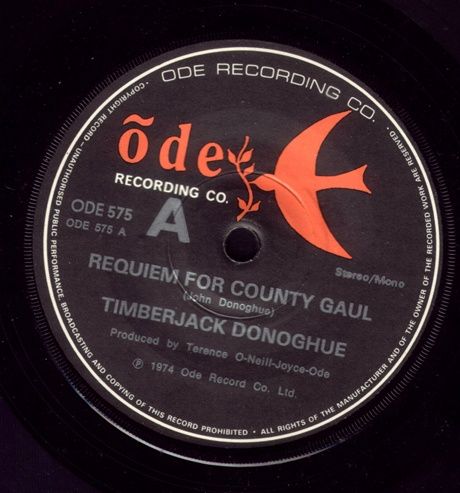 ODE RECORDING CO.
õde
RECORDING CO.
ODE 575
ODE 575 A
A
Stereo/Mono
REQUIEM FOR COUNTY GAUL
(John Donoghue)
TIMBERJACK DONOGHUE
Produced by Terence O-Neill-Joyce-Ode
℗ 1974 Ode Record Co. Ltd.
COPYRIGHT RECORD - UNAUTHORISED PUBLIC PERFORMANCE, BROADCASTING AND COPYING OF THIS RECORD PROHIBITED • ALL RIGHTS OF THE MANUFACTURER AND OF THE OWNER OF THE RECORDED WORK ARE RESERVED •